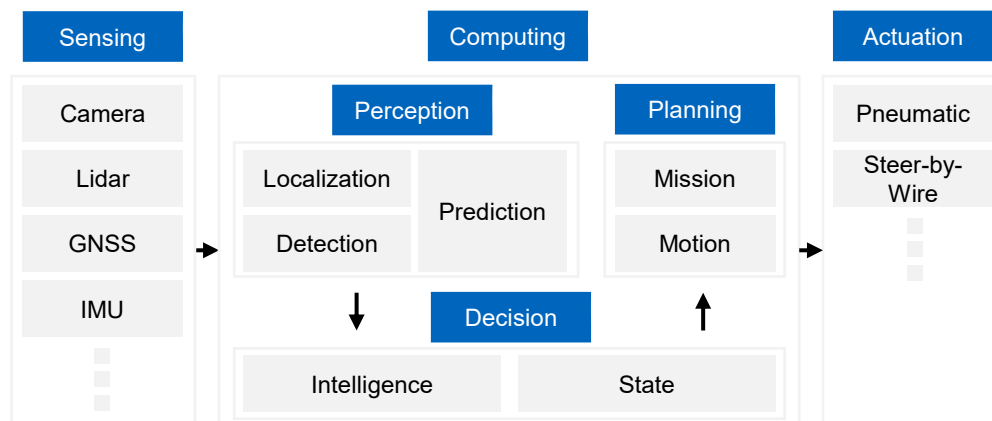 Sensing
Computing
Actuation
Camera
Lidar
GNSS
IMU
Perception
Planning
Localization
Detection
Prediction
Mission
Motion
Decision
Intelligence
State
Pneumatic
Steer-by-
Wire